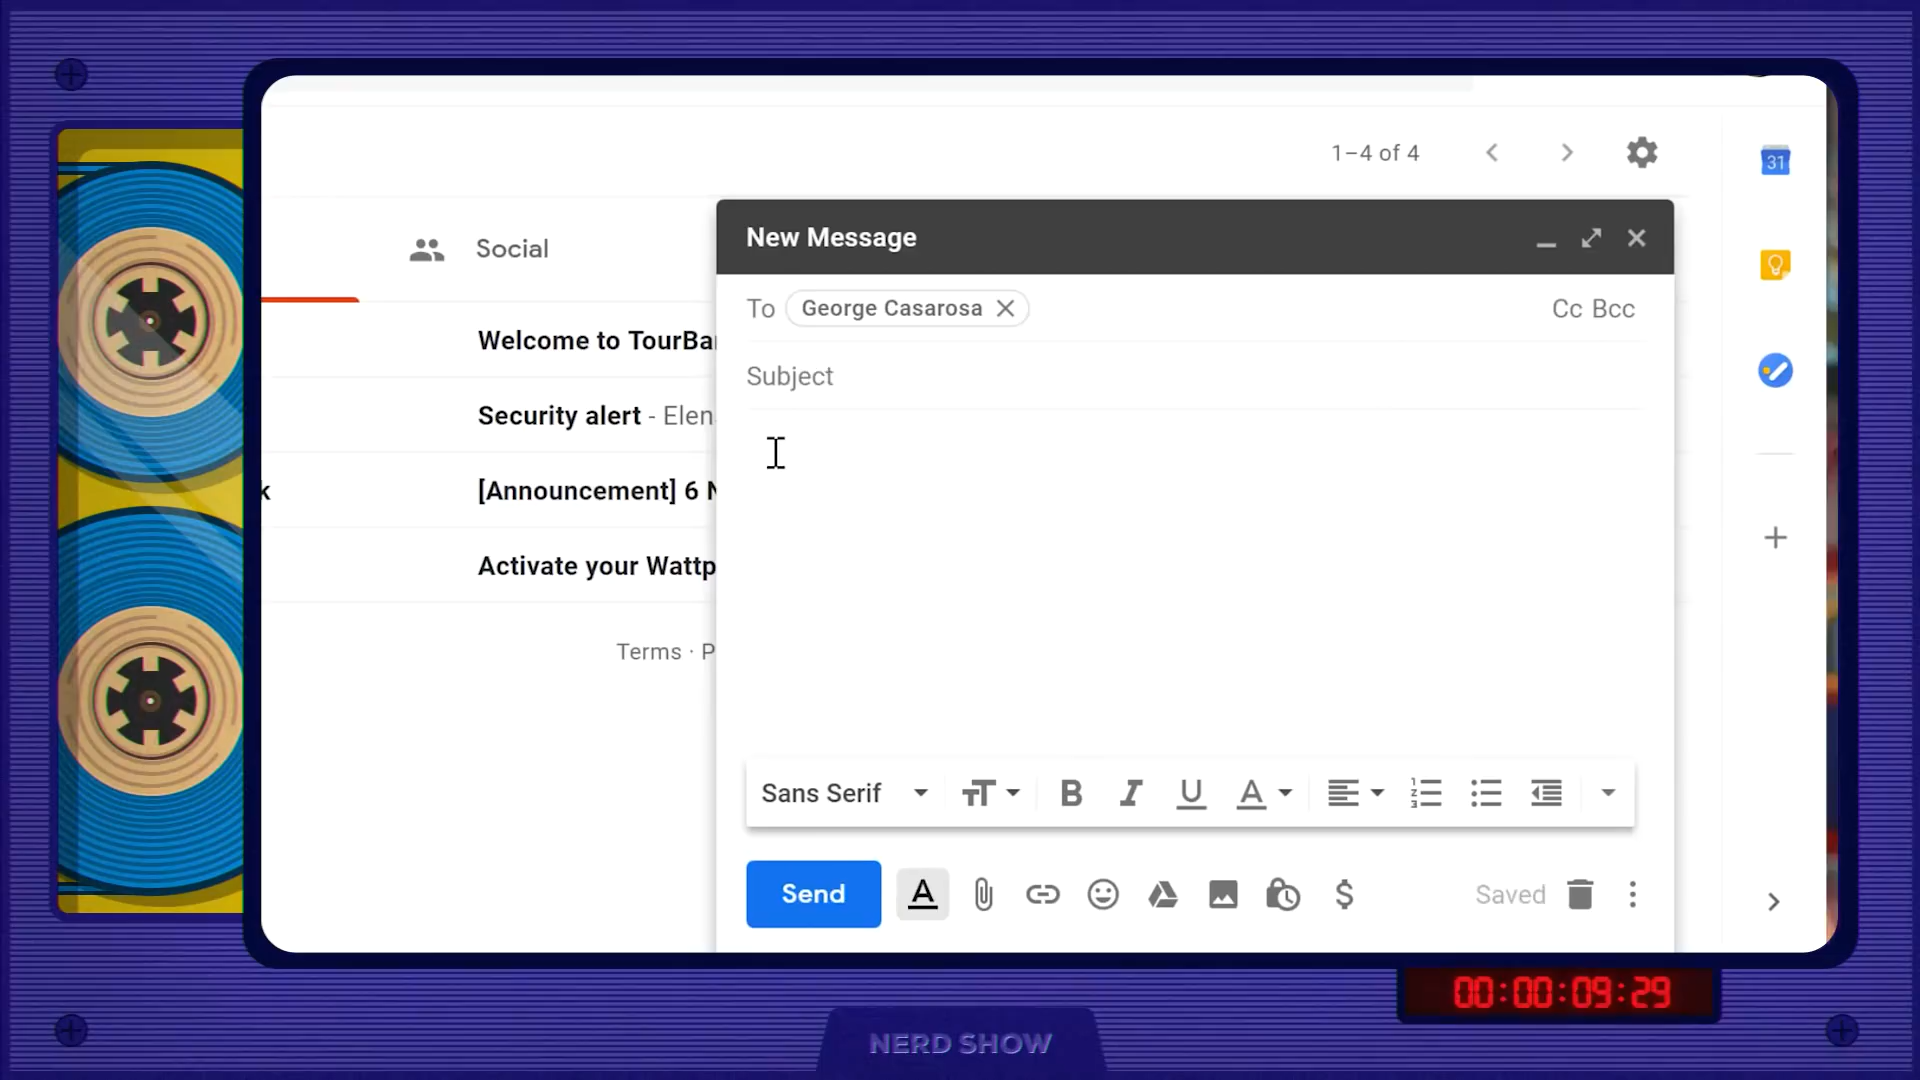 1–4 of 4
31
Social
New Message
To George Casarosa Cc Bcc
Subject
Welcome to TourBa
Security alert - Elen
k [Announcement] 6 N
Activate your Wattp
Terms · P
Sans Serif
Send
Saved
00:00:09:29
NERD SHOW